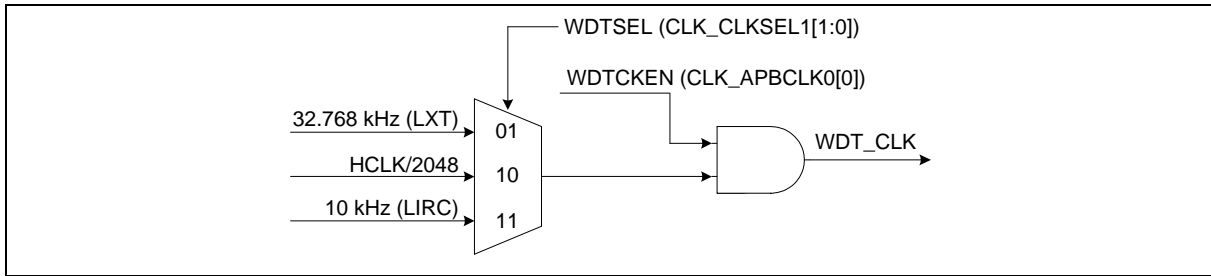 WDTSEL (CLK_CLKSEL1[1:0])
WDTCKEN (CLK_APBCLK0[0])
32.768 kHz (LXT)
01
WDT_CLK
HCLK/2048
10
10 kHz (LIRC)
11